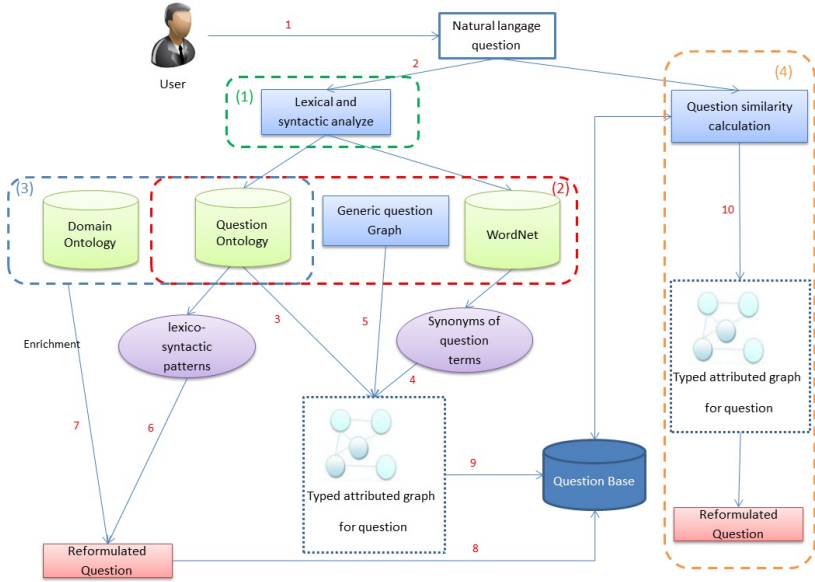 1
Natural langage
question
User
2
(4)
(1)
Lexical and
syntactic analyze
Question similarity
calculation
(3)
(2)
Domain
Ontology
Question
Ontology
Generic question
Graph
WordNet
10
3
5
Synonyms of
question
terms
lexico-
syntactic
patterns
Enrichment
4
Typed attributed graph
for question
7
6
9
Typed attributed graph
for question
Question Base
Reformulated
Question
8
Reformulated
Question